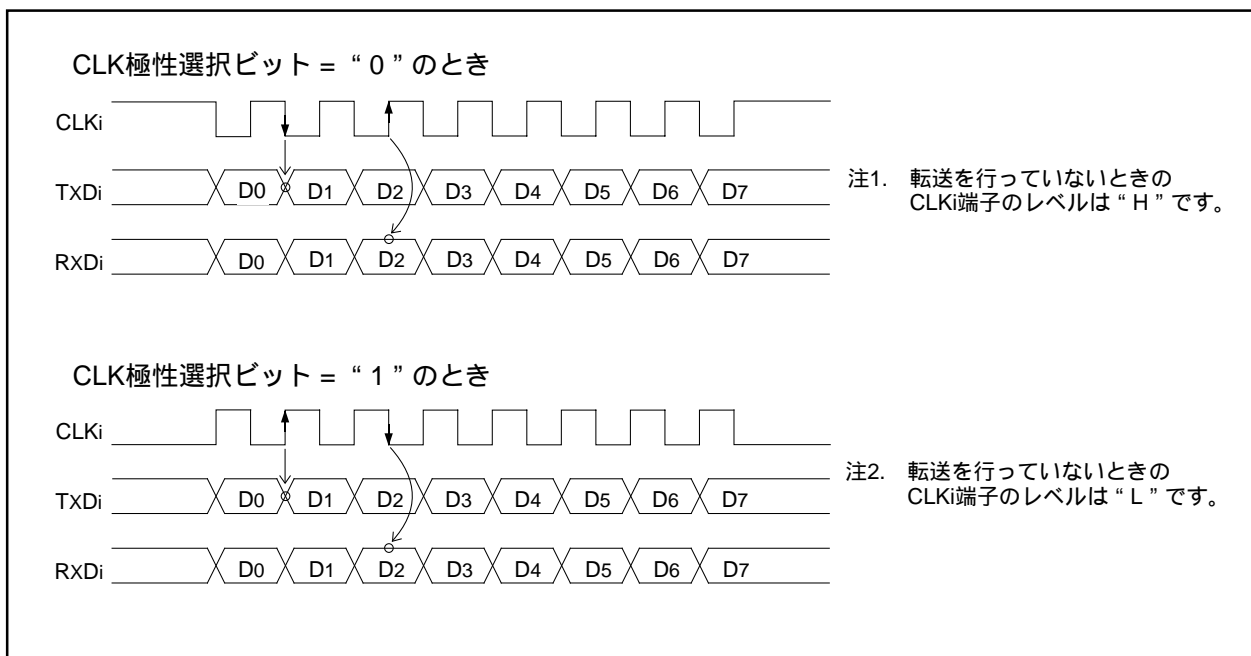 CLK極性選択ビット = “ 0 ” のとき
CLKi
TXDi D0 D1 D2 D3 D4 D5 D6 D7
RXDi D0 D1 D2 D3 D4 D5 D6 D7
注1. 転送を行っていないときの
CLKi端子のレベルは “ H ” です。
CLK極性選択ビット = “ 1 ” のとき
CLKi
TXDi D0 D1 D2 D3 D4 D5 D6 D7
RXDi D0 D1 D2 D3 D4 D5 D6 D7
注2. 転送を行っていないときの
CLKi端子のレベルは “ L ” です。